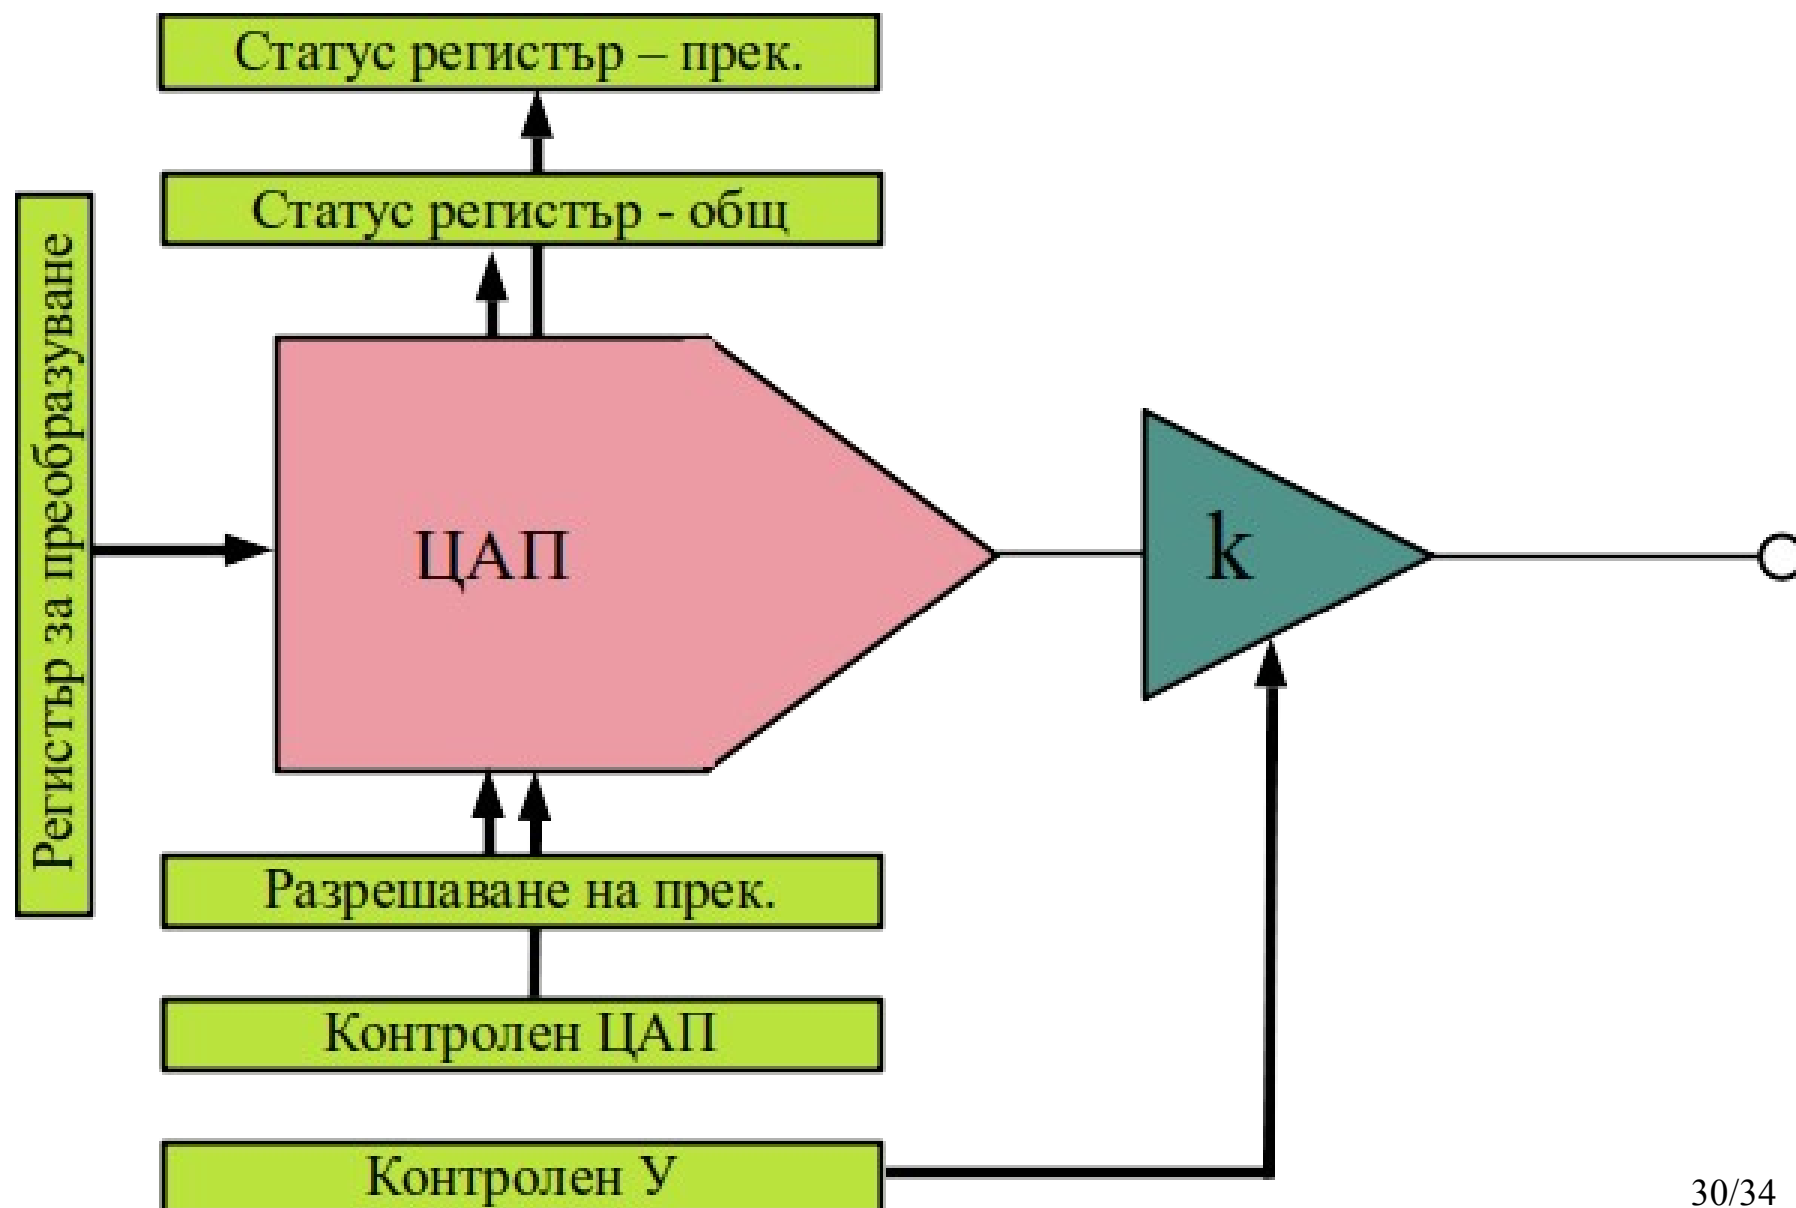 Статус регистър – прек.
Статус регистър - общ
Регистър за преобразуване
ЦАП
k
Разрешаване на прек.
Контролен ЦАП
Контролен У
30/34